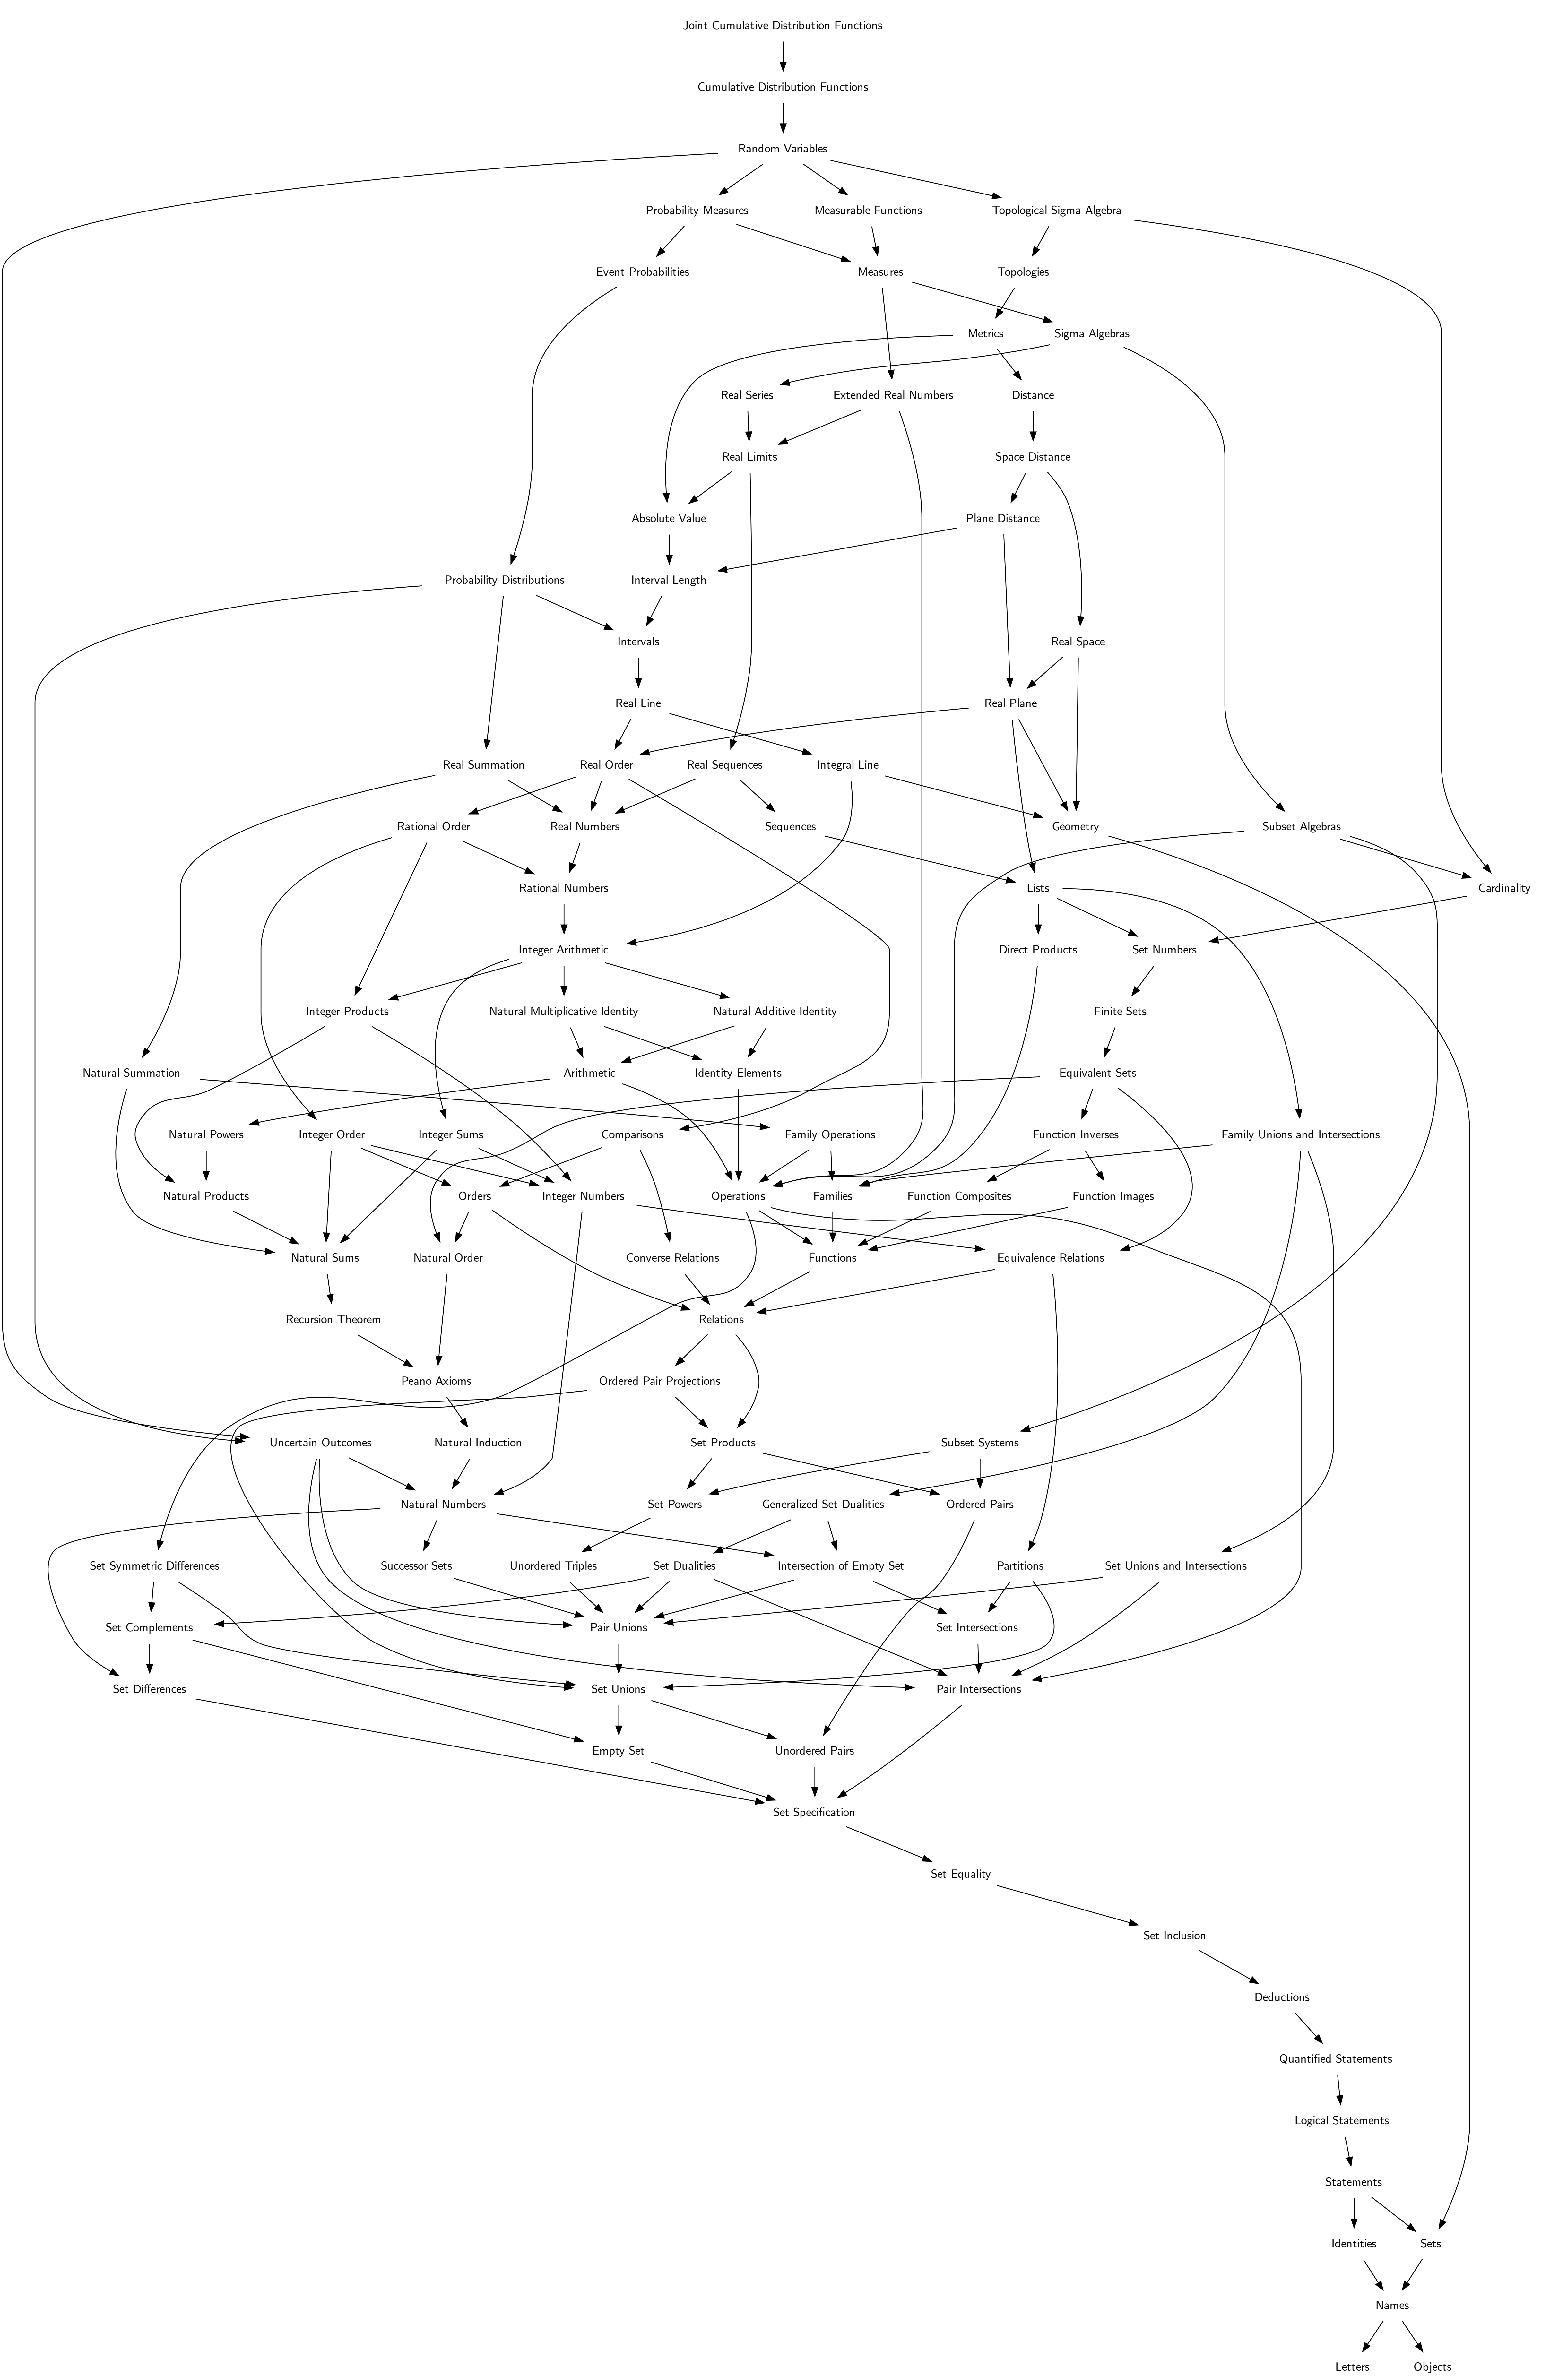 Joint Cumulative Distribution Functions
Cumulative Distribution Functions
Random Variables
Probability Measures
Measurable Functions
Topological Sigma Algebra
Event Probabilities
Measures
Topologies
Metrics
Sigma Algebras
Real Series
Extended Real Numbers
Distance
Real Limits
Space Distance
Absolute Value
Plane Distance
Probability Distributions
Interval Length
Intervals
Real Space
Real Line
Real Plane
Real Summation
Real Order
Real Sequences
Integral Line
Rational Order
Real Numbers
Sequences
Geometry
Subset Algebras
Rational Numbers
Lists
Cardinality
Integer Arithmetic
Direct Products
Set Numbers
Integer Products
Natural Multiplicative Identity
Natural Additive Identity
Finite Sets
Natural Summation
Arithmetic
Identity Elements
Equivalent Sets
Natural Powers
Integer Order
Integer Sums
Comparisons
Family Operations
Function Inverses
Family Unions and Intersections
Natural Products
Orders
Integer Numbers
Operations
Families
Function Composites
Function Images
Natural Sums
Natural Order
Converse Relations
Functions
Equivalence Relations
Recursion Theorem
Relations
Peano Axioms
Ordered Pair Projections
Uncertain Outcomes
Natural Induction
Set Products
Subset Systems
Natural Numbers
Set Powers
Generalized Set Dualities
Ordered Pairs
Set Symmetric Differences
Successor Sets
Unordered Triples
Set Dualities
Intersection of Empty Set
Partitions
Set Unions and Intersections
Set Complements
Pair Unions
Set Intersections
Set Differences
Set Unions
Pair Intersections
Empty Set
Unordered Pairs
Set Specification
Set Equality
Set Inclusion
Deductions
Quantified Statements
Logical Statements
Statements
Identities
Sets
Names
Letters
Objects